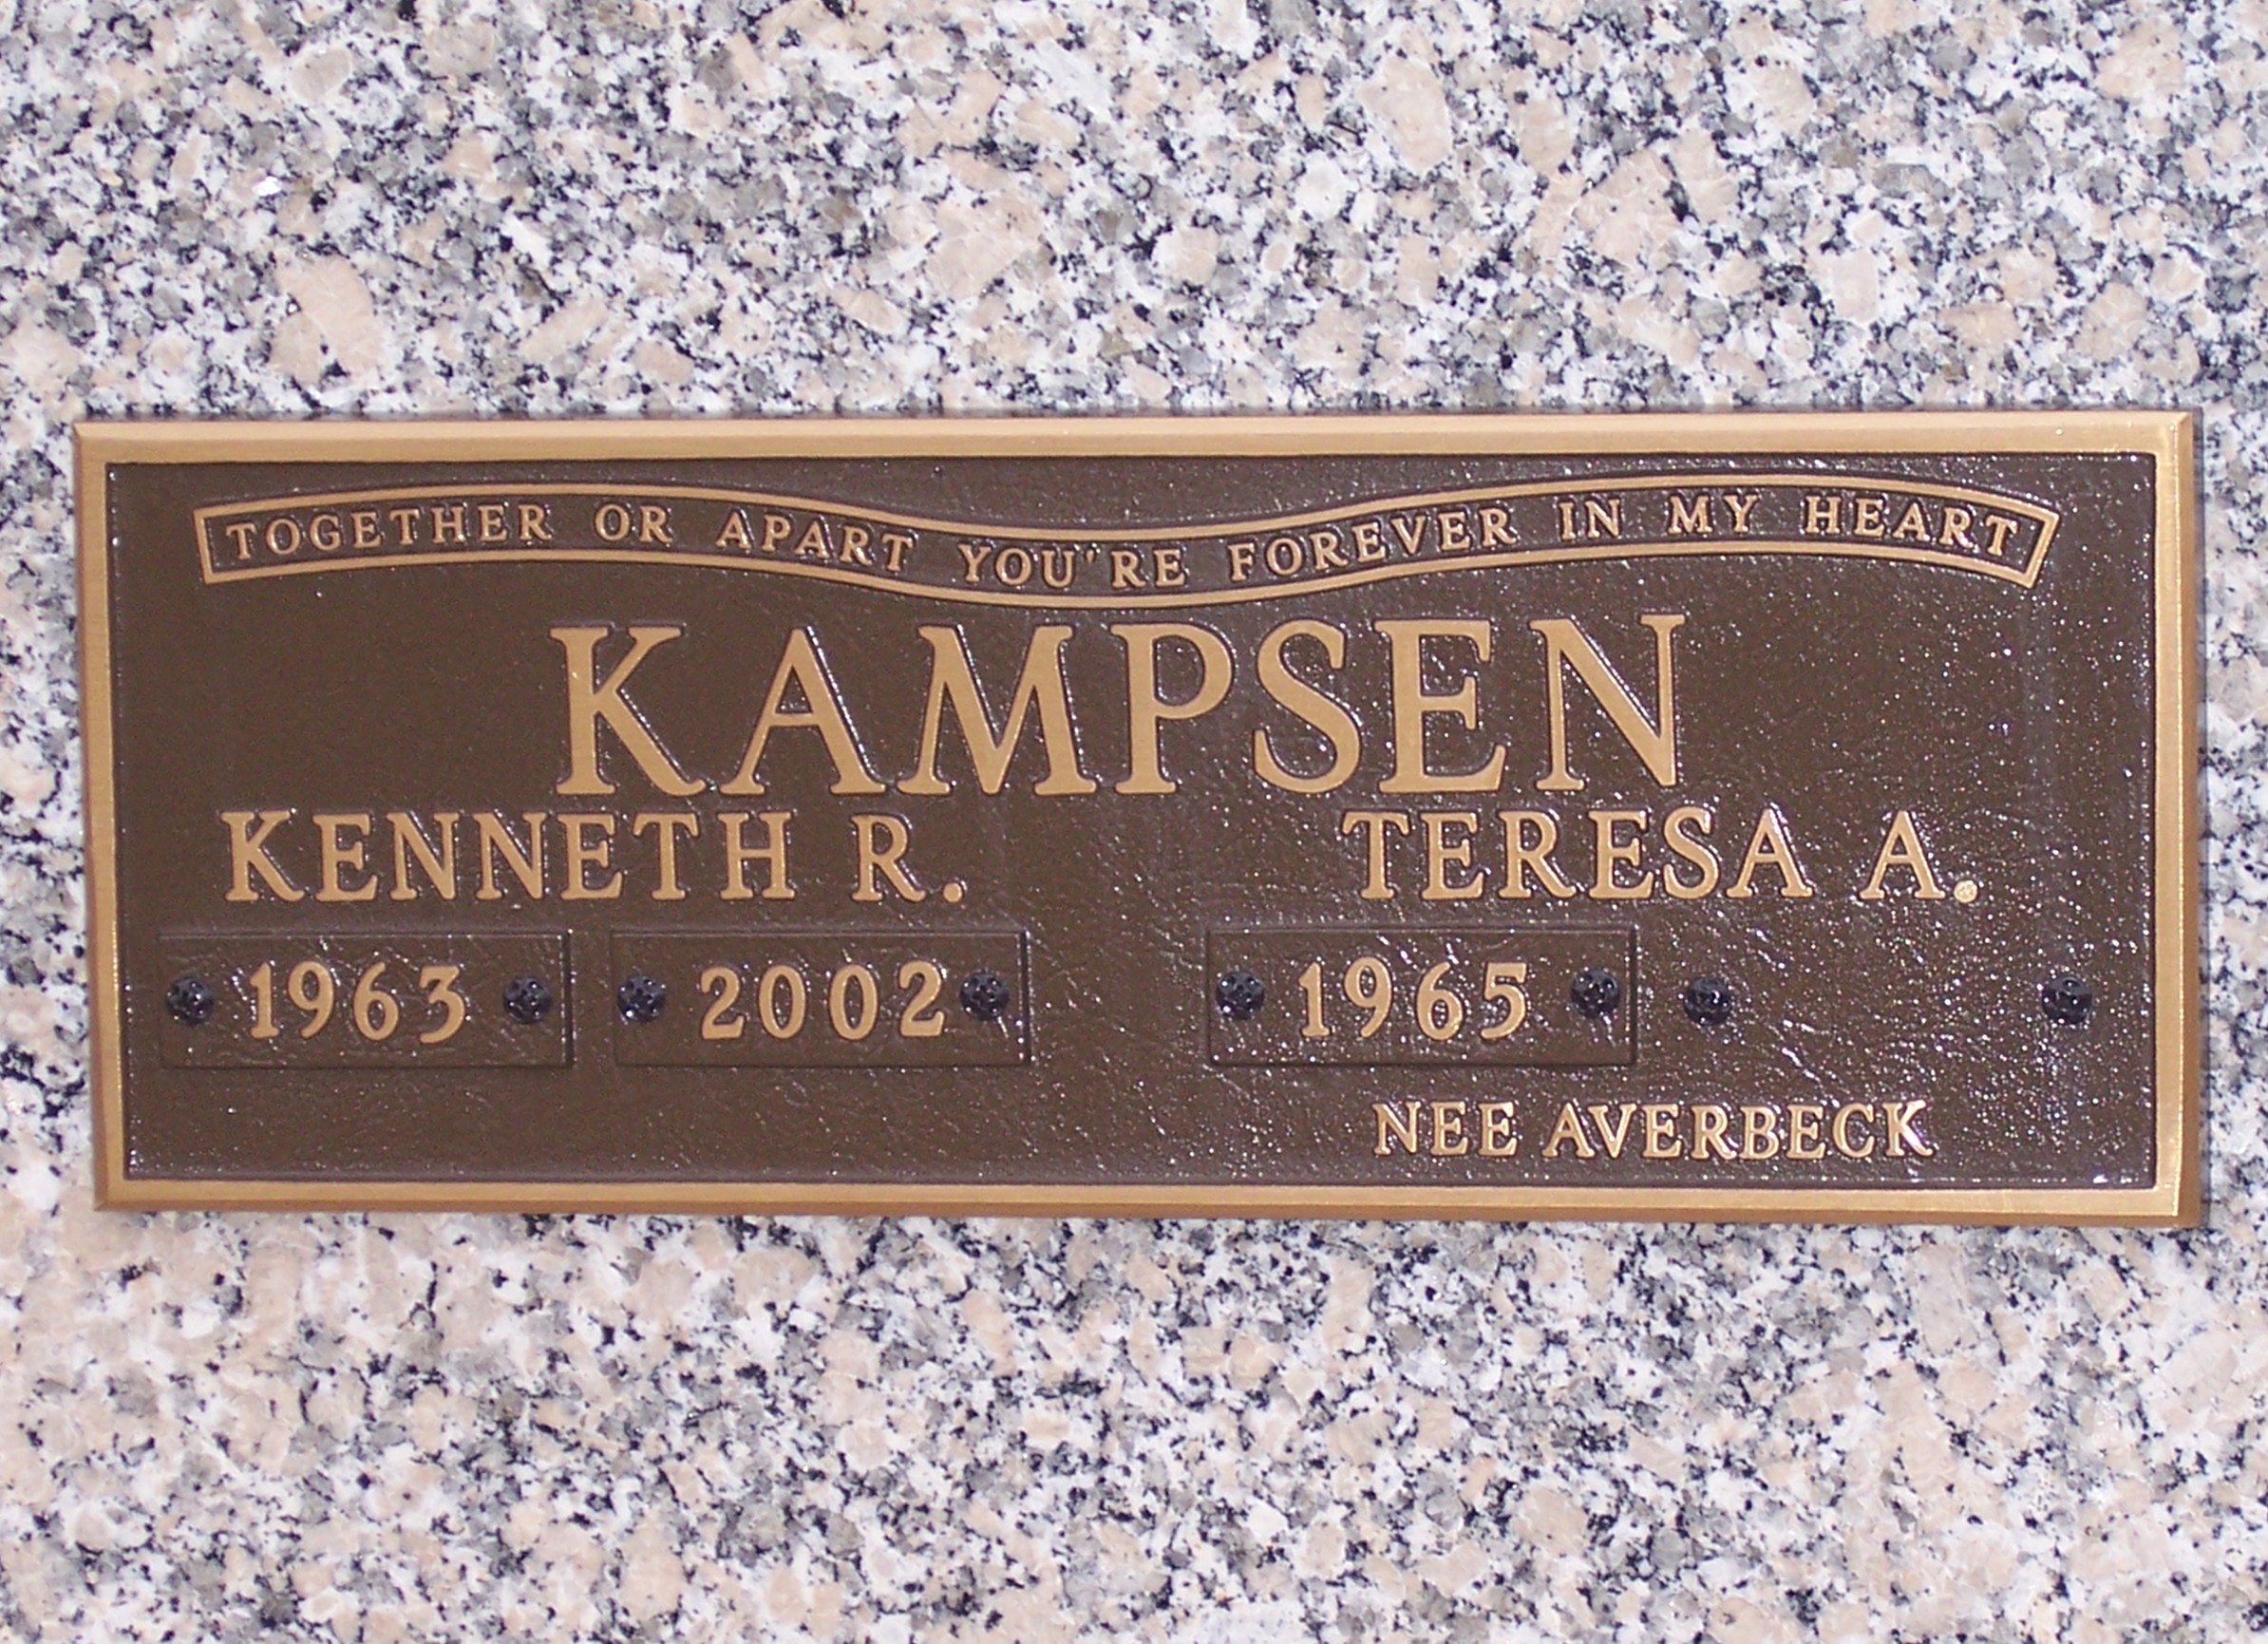 TOGETHER OR APART YOU'RE FOREVER IN MY HEART
KAMPSEN
KENNETH R. TERESA A.
1963 2002 1965
NEE AVERBECK